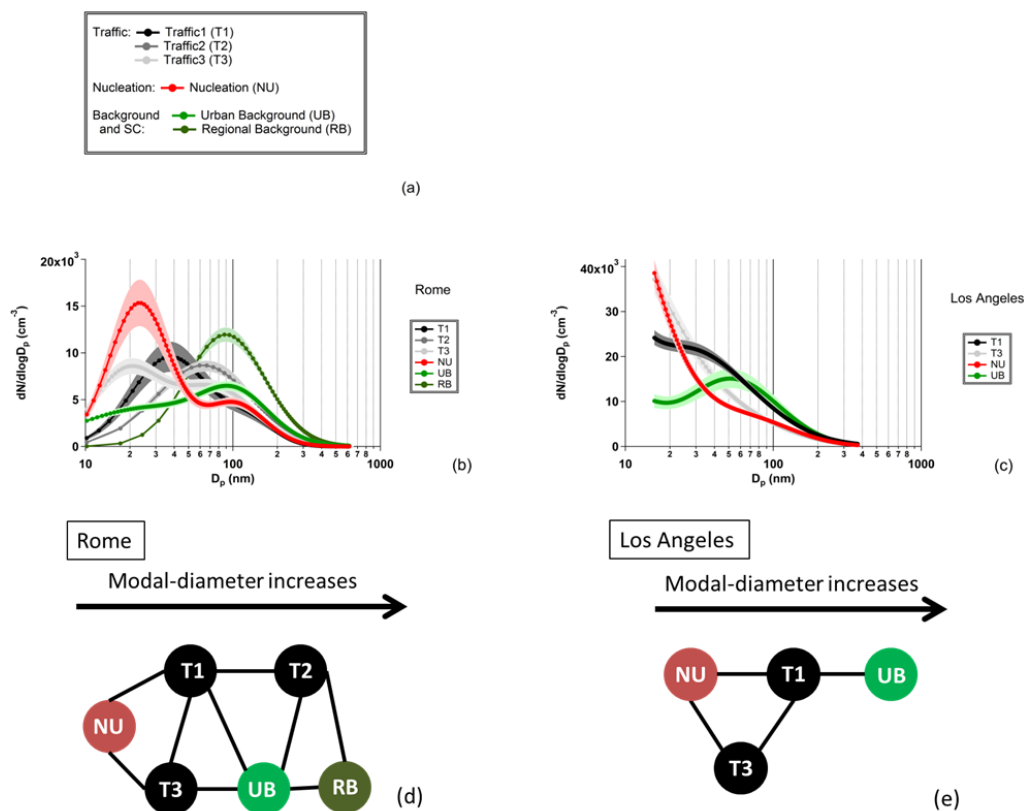 Traffic: Traffic1 (T1)
Traffic2 (T2)
Traffic3 (T3)
Nucleation: Nucleation (NU)
Background Urban Background (UB)
and SC: Regional Background (RB)
(a)
20x10³
15
10
5
0
dN/dlogDₚ (cm⁻³)
10 2 3 4 5 6 7 8 100 2 3 4 5 6 7 8 1000
Dₚ (nm)
Rome
T1
T2
T3
NU
UB
RB
(b)
40x10³
30
20
10
0
dN/dlogDₚ (cm⁻³)
10 2 3 4 5 6 7 8 100 2 3 4 5 6 7 8 1000
Dₚ (nm)
Los Angeles
T1
T3
NU
UB
(c)
Rome
Modal-diameter increases
T1 T2
NU
T3 UB RB
(d)
Los Angeles
Modal-diameter increases
NU T1 UB
T3
(e)